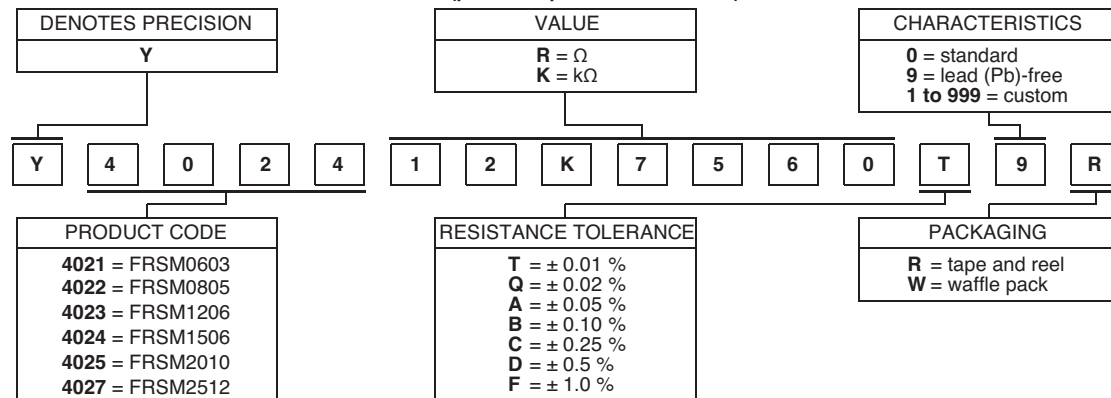 DENOTES PRECISION
Y
VALUE
R = Ω
K = kΩ
CHARACTERISTICS
0 = standard
9 = lead (Pb)-free
1 to 999 = custom
Y 4 0 2 4 1 2 K 7 5 6 0 T 9 R
PRODUCT CODE
4021 = FRSM0603
4022 = FRSM0805
4023 = FRSM1206
4024 = FRSM1506
4025 = FRSM2010
4027 = FRSM2512
RESISTANCE TOLERANCE
T = ± 0.01 %
Q = ± 0.02 %
A = ± 0.05 %
B = ± 0.10 %
C = ± 0.25 %
D = ± 0.5 %
F = ± 1.0 %
PACKAGING
R = tape and reel
W = waffle pack